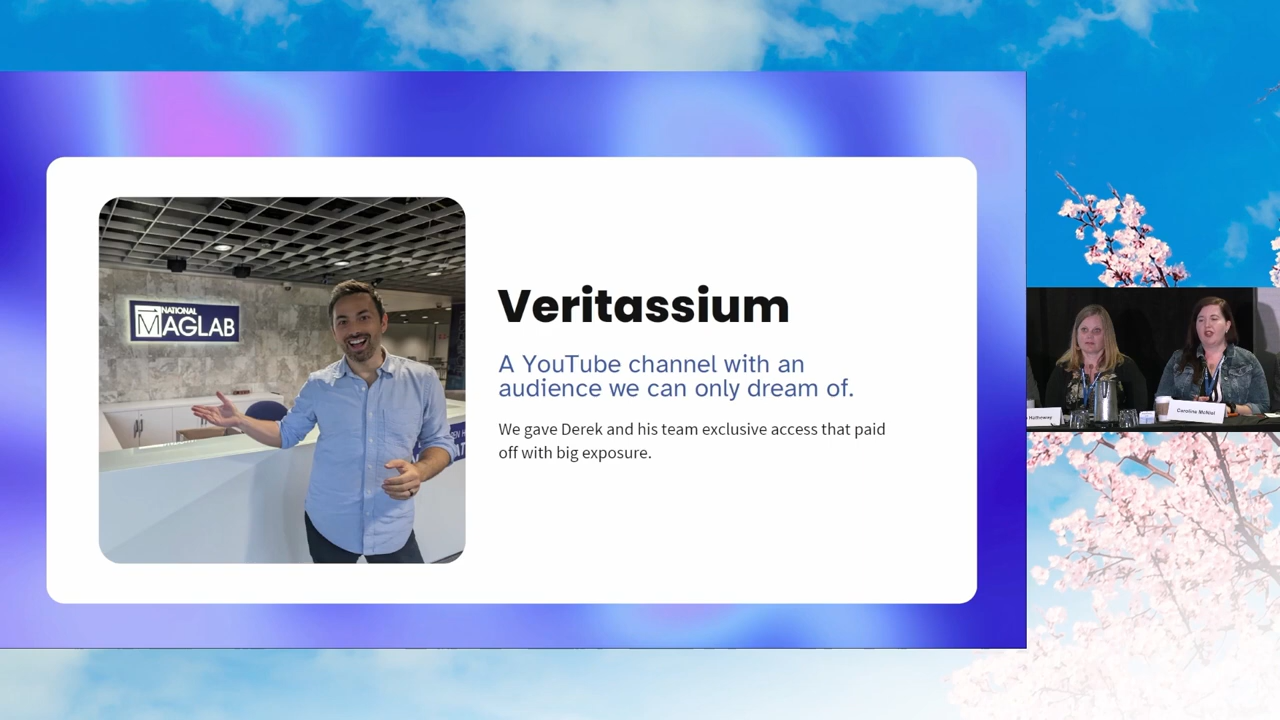 NATIONAL
MAGLAB
Veritassium
A YouTube channel with an
audience we can only dream of.
We gave Derek and his team exclusive access that paid
off with big exposure.
Caroline McNiel